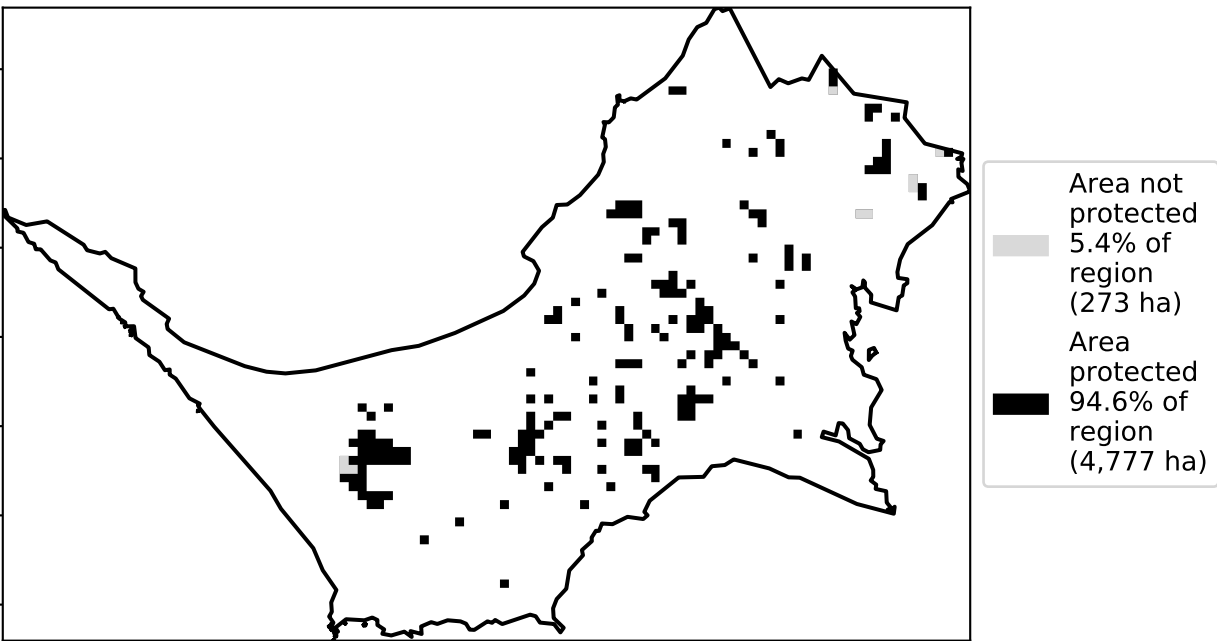 Area not
protected
5.4% of
region
(273 ha)
Area
protected
94.6% of
region
(4,777 ha)